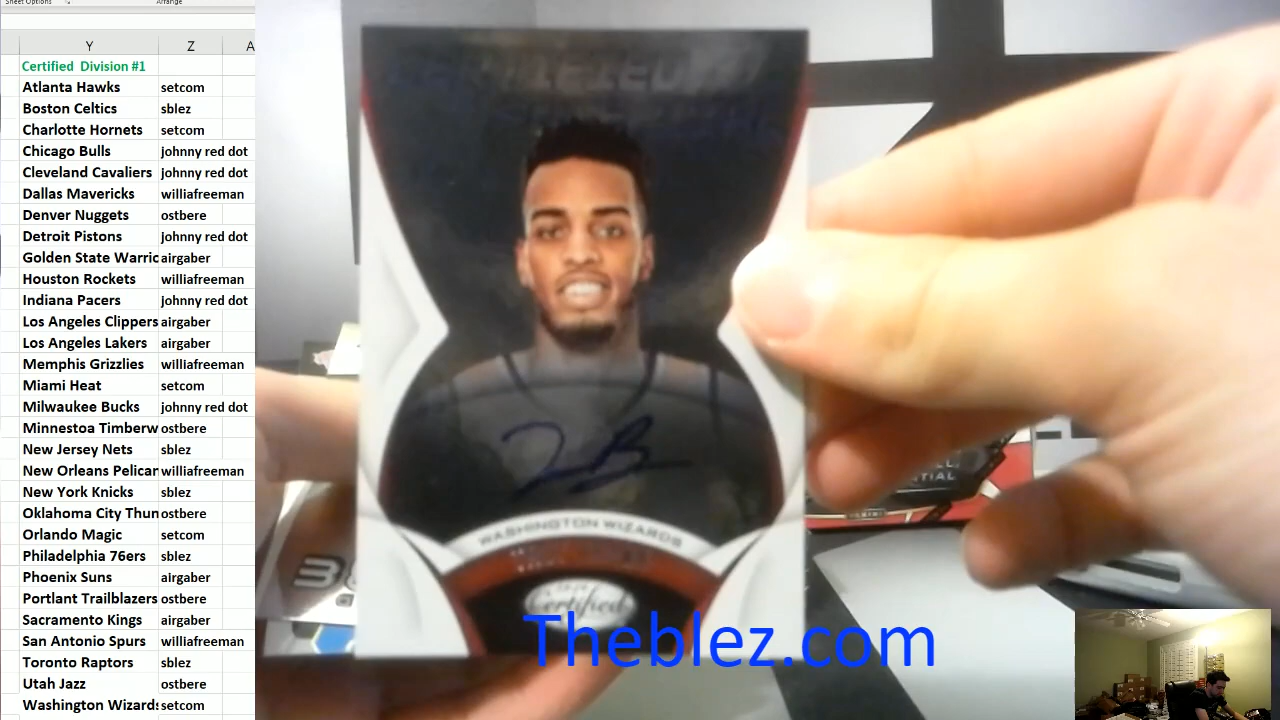 Sheet Options
Arrange
Y Z A
Certified Division #1
Atlanta Hawks setcom
Boston Celtics sblez
Charlotte Hornets setcom
Chicago Bulls johnny red dot
Cleveland Cavaliers johnny red dot
Dallas Mavericks williafreeman
Denver Nuggets ostbere
Detroit Pistons johnny red dot
Golden State Warric airgaber
Houston Rockets williafreeman
Indiana Pacers johnny red dot
Los Angeles Clippers airgaber
Los Angeles Lakers airgaber
Memphis Grizzlies williafreeman
Miami Heat setcom
Milwaukee Bucks johnny red dot
Minnestoa Timberw ostbere
New Jersey Nets sblez
New Orleans Pelicar williafreeman
New York Knicks sblez
Oklahoma City Thun ostbere
Orlando Magic setcom
Philadelphia 76ers sblez
Phoenix Suns airgaber
Portlant Trailblazers ostbere
Sacramento Kings airgaber
San Antonio Spurs williafreeman
Toronto Raptors sblez
Utah Jazz ostbere
Washington Wizards setcom
WASHINGTON WIZARDS
Certified
PANINI
Theblez.com